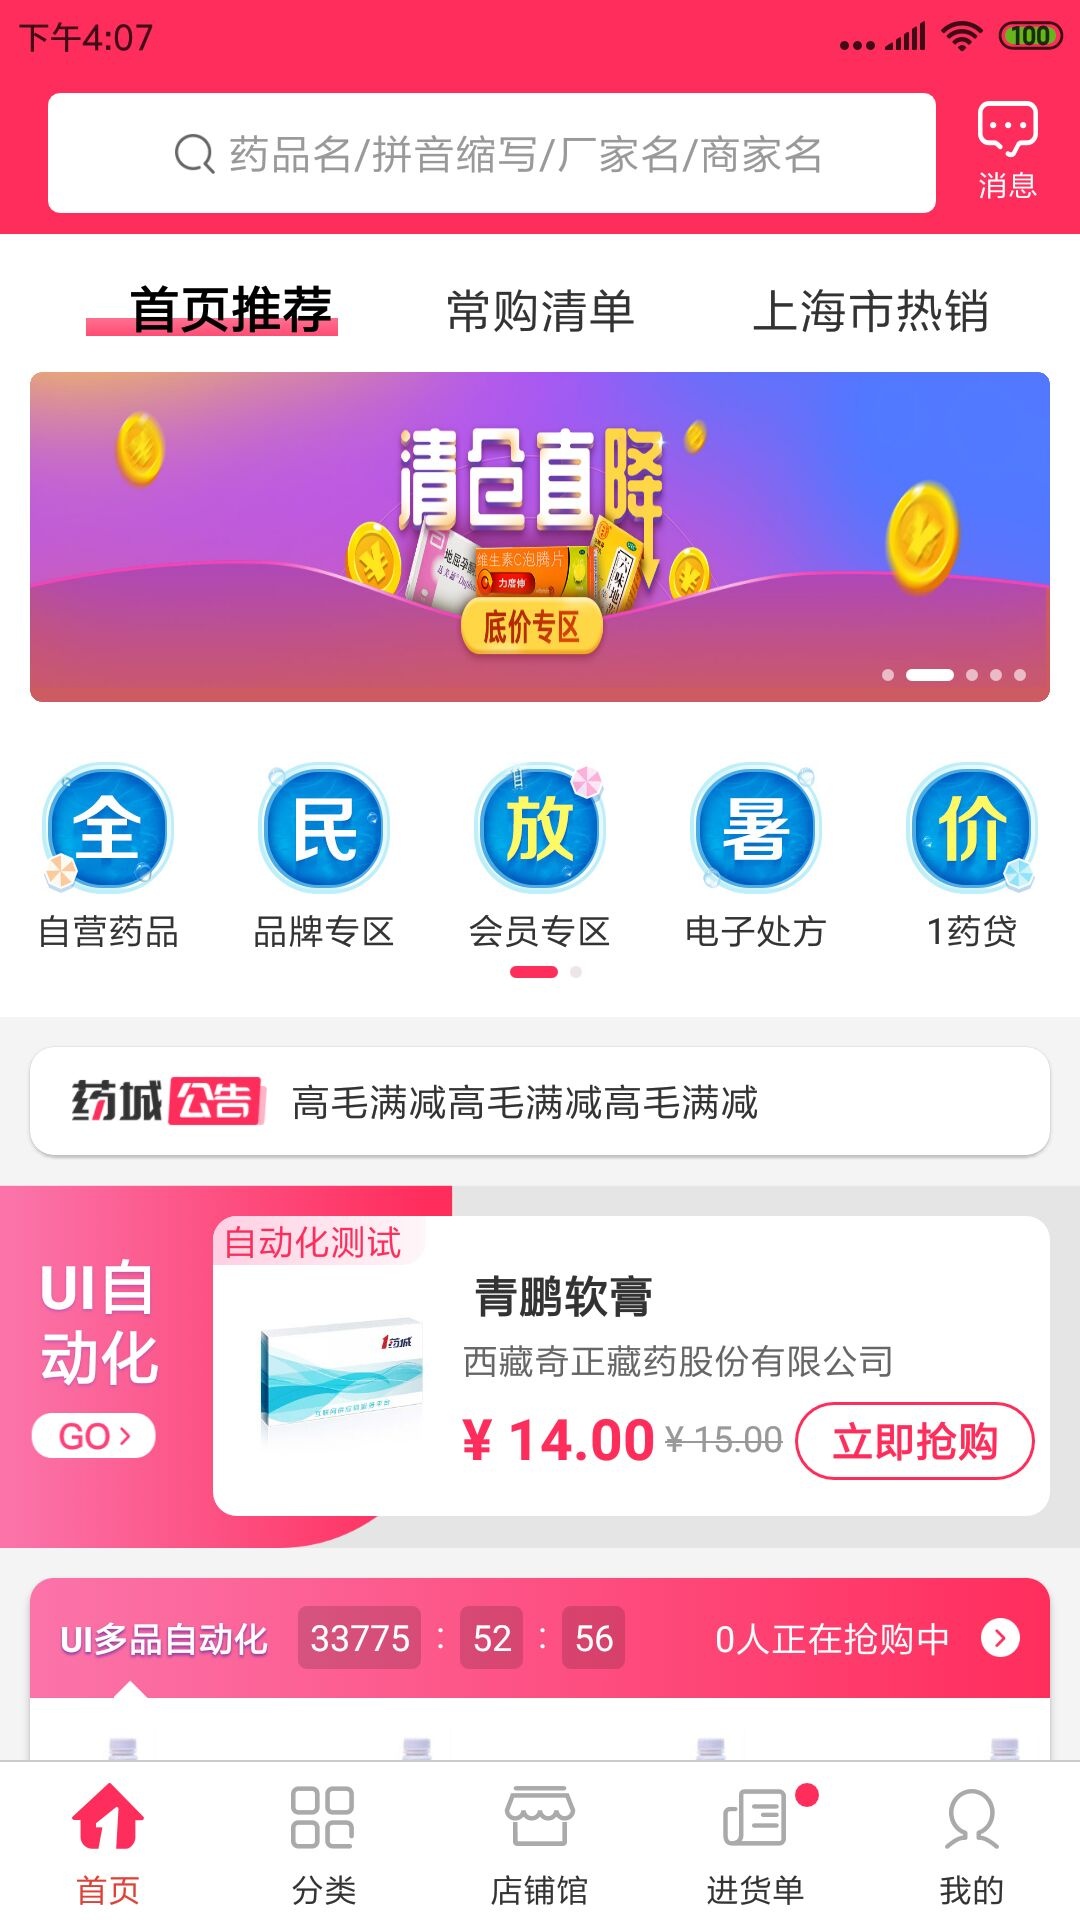 下午4:07
100
药品名/拼音缩写/厂家名/商家名
消息
首页推荐 常购清单 上海市热销
清仓直降
维生素C泡腾片
力度伸
六味地
底价专区
全 民 放 暑 价
自营药品 品牌专区 会员专区 电子处方 1药贷
药城 公告 高毛满减高毛满减高毛满减
自动化测试
UI自
动化
GO
1药城
青鹏软膏
西藏奇正藏药股份有限公司
¥ 14.00 ¥ 15.00 立即抢购
UI多品自动化 33775 : 52 : 56 0人正在抢购中
首页 分类 店铺馆 进货单 我的